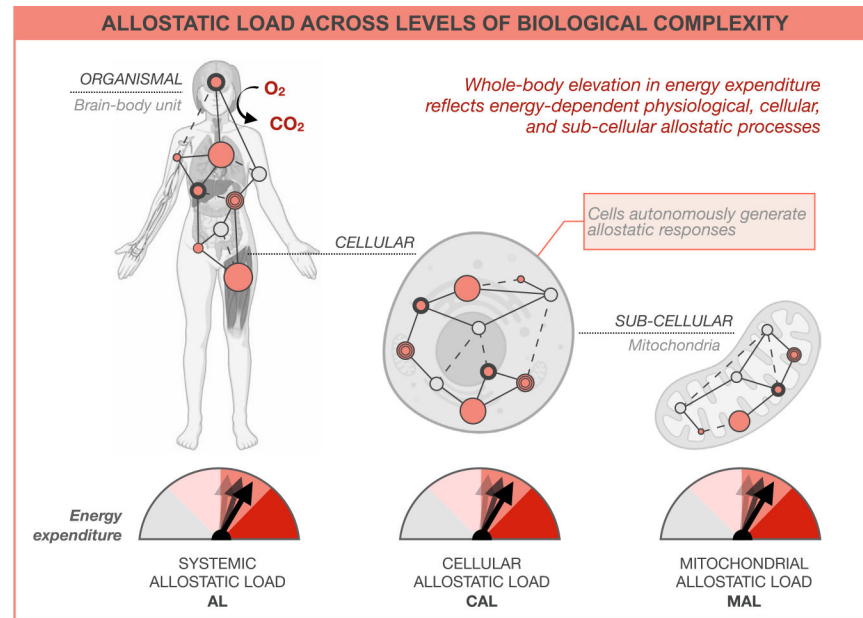 ALLOSTATIC LOAD ACROSS LEVELS OF BIOLOGICAL COMPLEXITY
ORGANISMAL
Brain-body unit
O₂
CO₂
Whole-body elevation in energy expenditure
reflects energy-dependent physiological, cellular,
and sub-cellular allostatic processes
Cells autonomously generate
allostatic responses
CELLULAR
SUB-CELLULAR
Mitochondria
Energy
expenditure
SYSTEMIC
ALLOSTATIC LOAD
AL
CELLULAR
ALLOSTATIC LOAD
CAL
MITOCHONDRIAL
ALLOSTATIC LOAD
MAL